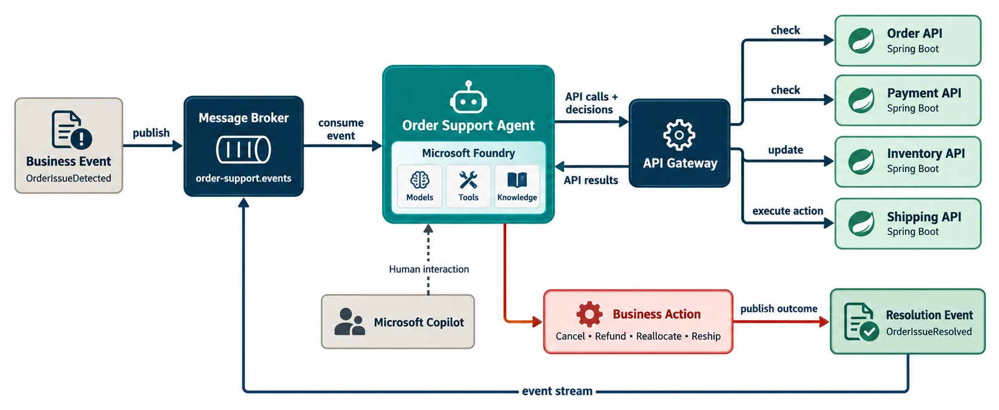 Business Event
OrderIssueDetected
publish
Message Broker
order-support.events
consume
event
Order Support Agent
Microsoft Foundry
Models
Tools
Knowledge
API calls +
decisions
API results
API Gateway
check
Order API
Spring Boot
check
Payment API
Spring Boot
update
Inventory API
Spring Boot
execute action
Shipping API
Spring Boot
Human interaction
Microsoft Copilot
Business Action
Cancel • Refund • Reallocate • Reship
publish outcome
Resolution Event
OrderIssueResolved
event stream